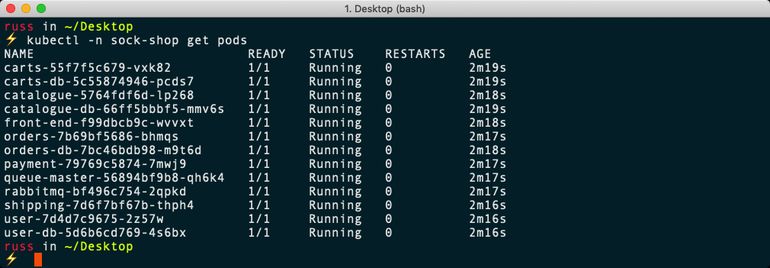 1. Desktop (bash)
russ in ~/Desktop
⚡ kubectl -n sock-shop get pods
NAME READY STATUS RESTARTS AGE
carts-55f7f5c679-vxk82 1/1 Running 0 2m19s
carts-db-5c55874946-pcds7 1/1 Running 0 2m19s
catalogue-5764fdf6d-lp268 1/1 Running 0 2m18s
catalogue-db-66ff5bbbf5-mmv6s 1/1 Running 0 2m19s
front-end-f99dbcb9c-wvvxt 1/1 Running 0 2m18s
orders-7b69bf5686-bhmqs 1/1 Running 0 2m17s
orders-db-7bc46bdb98-m9t6d 1/1 Running 0 2m18s
payment-79769c5874-7mwj9 1/1 Running 0 2m17s
queue-master-56894bf9b8-qh6k4 1/1 Running 0 2m17s
rabbitmq-bf496c754-2qpkd 1/1 Running 0 2m17s
shipping-7d6f7bf67b-thph4 1/1 Running 0 2m16s
user-7d4d7c9675-2z57w 1/1 Running 0 2m16s
user-db-5d6b6cd769-4s6bx 1/1 Running 0 2m16s
russ in ~/Desktop
⚡